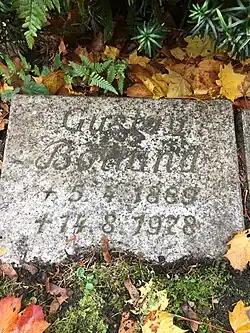 Gustav
* 5. 4. 1889
† 14. 8. 1928